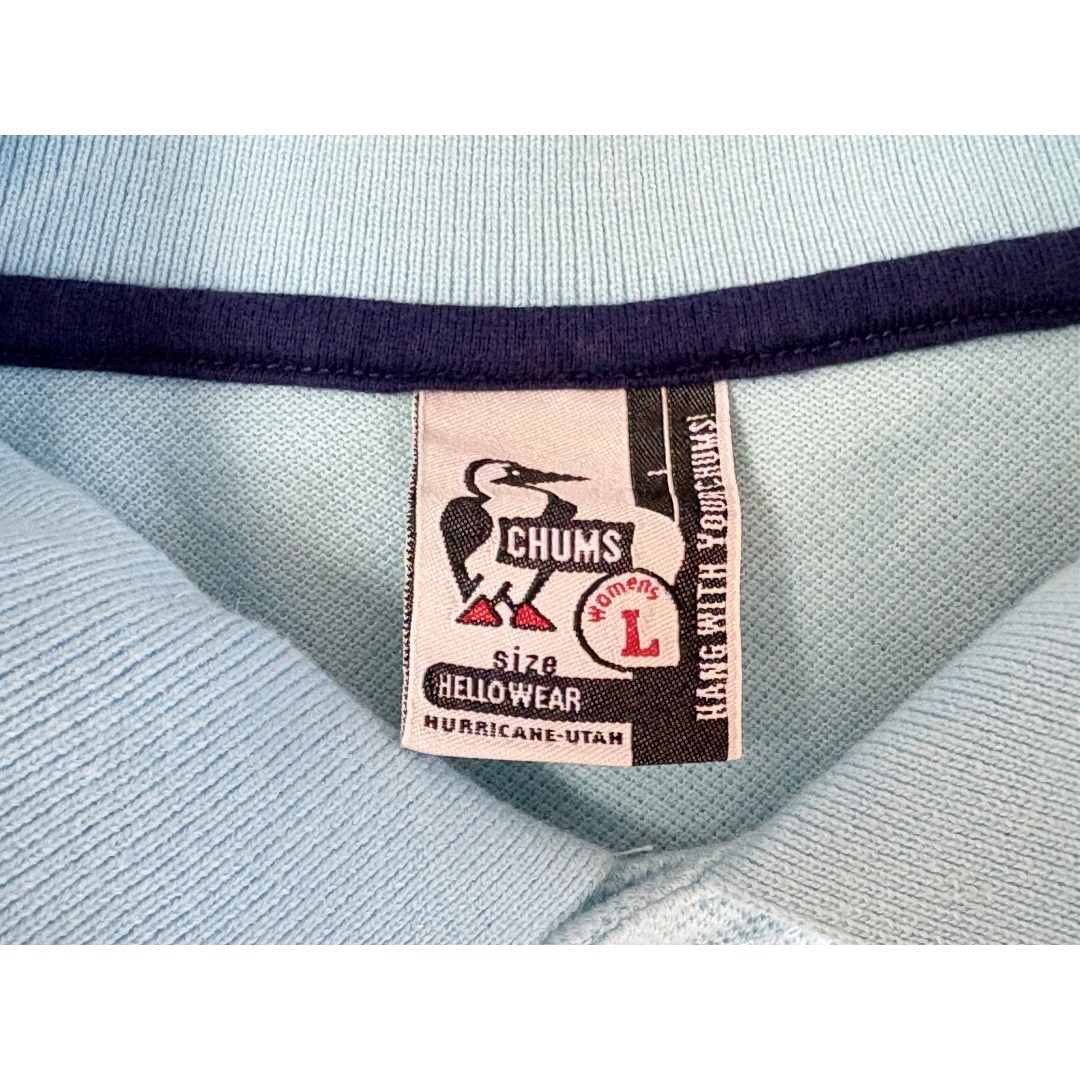 CHUMS
womens
L
size
HELLOWEAR
HURRICANE-UTAH
HANG WITH YOUR CHUMS!